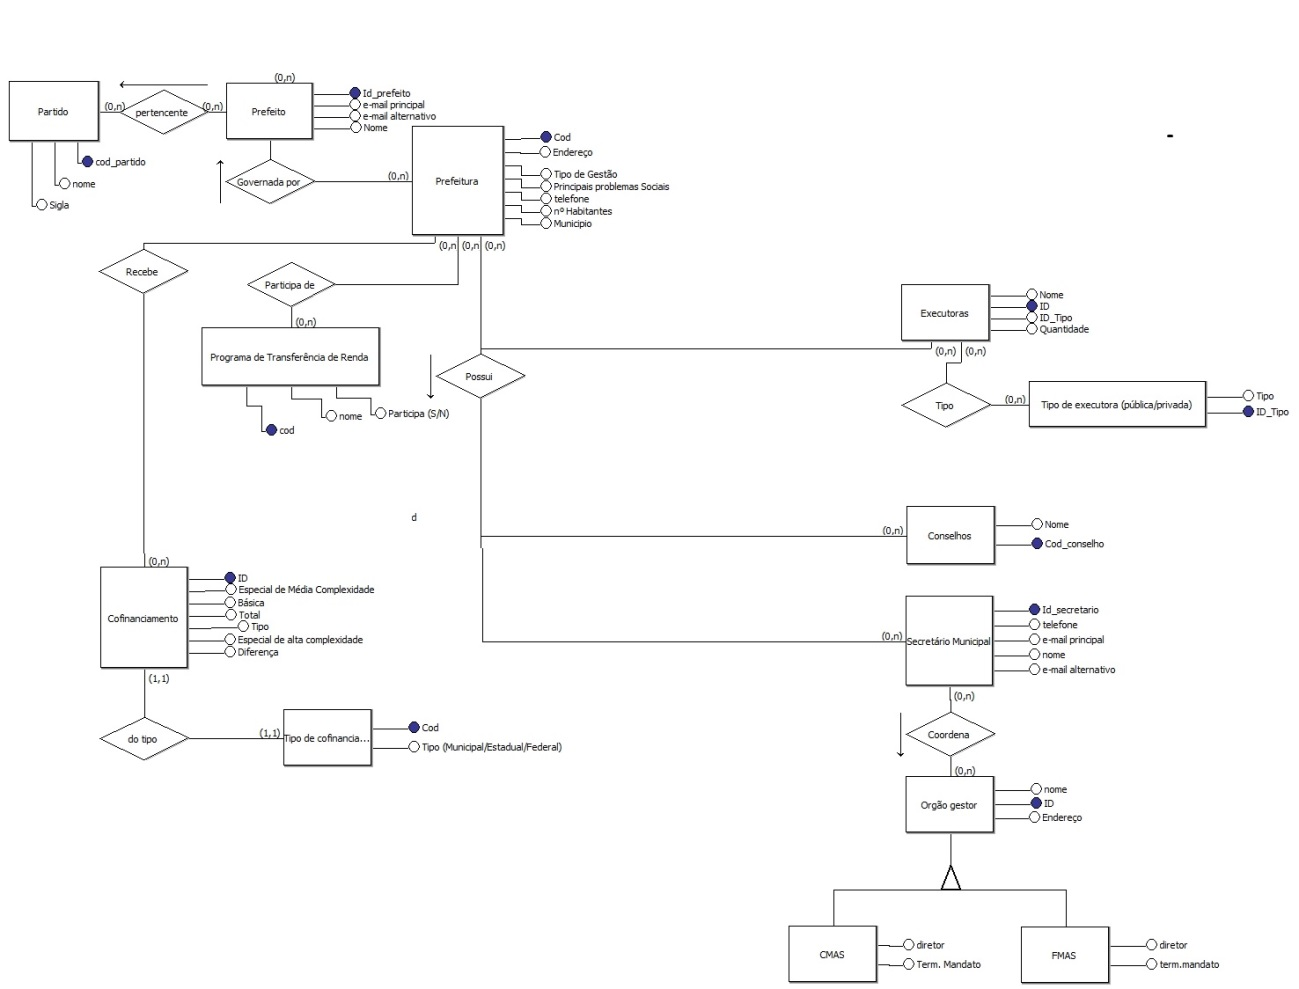 (0,n)
Partido
(0,n)
pertencente
(0,n)
Prefeito
Id_prefeito
e-mail principal
e-mail alternativo
Nome
cod_partido
nome
Sigla
Governada por
(0,n)
Prefeitura
Cod
Endereço
Tipo de Gestão
Principais problemas Sociais
telefone
nº Habitantes
Municipio
(0,n
(0,n
(0,n)
Recebe
Participa de
(0,n)
Programa de Transferência de Renda
nome
Participa (S/N)
cod
Possui
Executoras
Nome
ID
ID_Tipo
Quantidade
(0,n)
(0,n)
Tipo
(0,n)
Tipo de executora (pública/privada)
Tipo
ID_Tipo
d
(0,n)
Conselhos
Nome
Cod_conselho
(0,n)
Cofinanciamento
ID
Especial de Média Complexidade
Básica
Total
Tipo
Especial de alta complexidade
Diferença
(1,1)
do tipo
(1,1)
Tipo de cofinancia...
Cod
Tipo (Municipal/Estadual/Federal)
(0,n)
Secretário Municipal
Id_secretario
telefone
e-mail principal
nome
e-mail alternativo
(0,n)
Coordena
(0,n)
Orgão gestor
nome
ID
Endereço
CMAS
diretor
Term. Mandato
FMAS
diretor
term.mandato